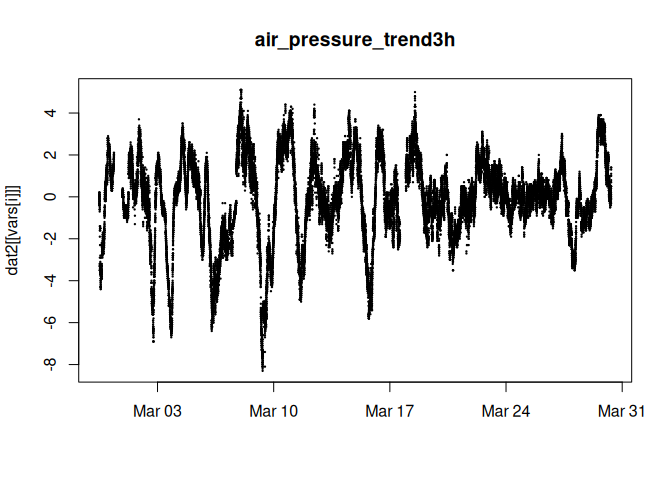 air_pressure_trend3h
dat2[[vars[i]]]
4
2
0
-2
-4
-6
-8
Mar 03
Mar 10
Mar 17
Mar 24
Mar 31